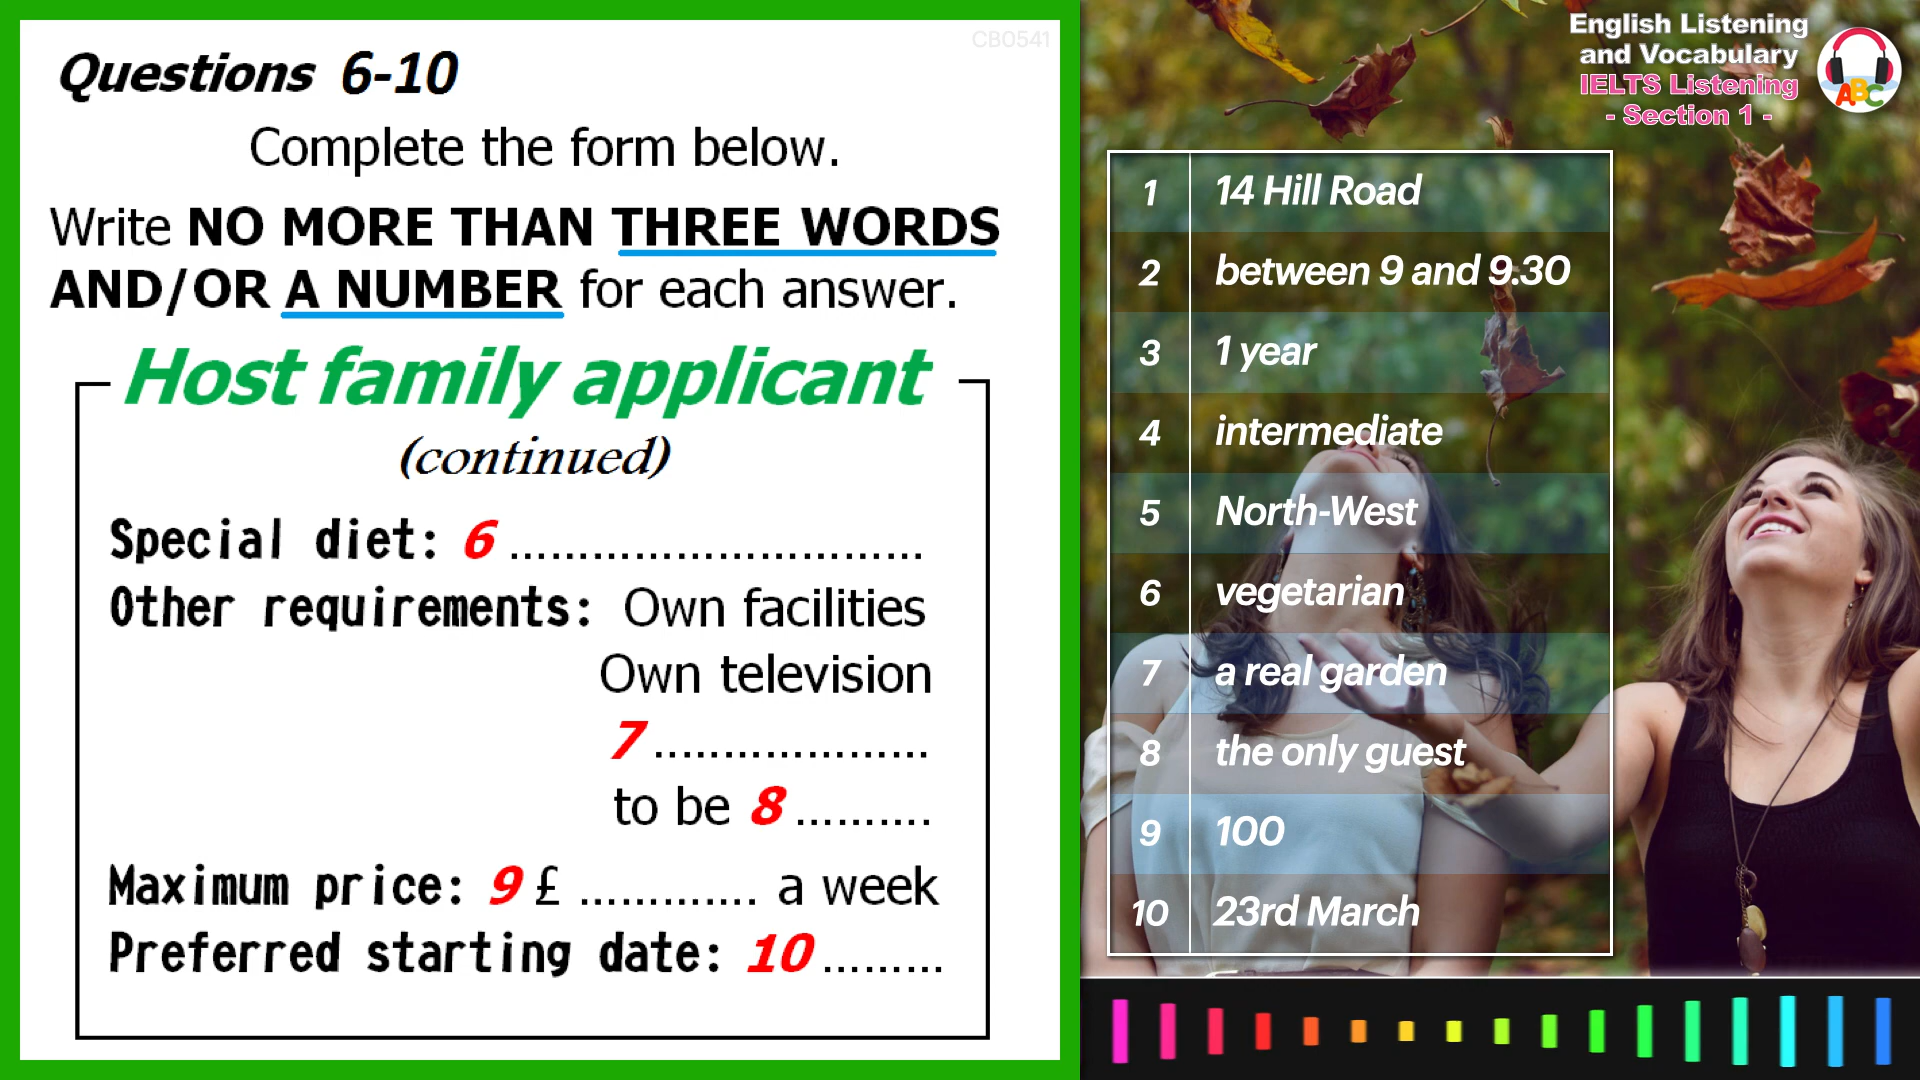 CB0541
Questions 6-10
Complete the form below.
Write NO MORE THAN THREE WORDS
AND/OR A NUMBER for each answer.
Host family applicant
(continued)
Special diet: 6 ..............................
Other requirements: Own facilities
Own television
7 ....................
to be 8 ..........
Maximum price: 9 £ ............. a week
Preferred starting date: 10 .........
English Listening
and Vocabulary
IELTS Listening
- Section 1 -
ABC
1 14 Hill Road
2 between 9 and 9.30
3 1 year
4 intermediate
5 North-West
6 vegetarian
7 a real garden
8 the only guest
9 100
10 23rd March